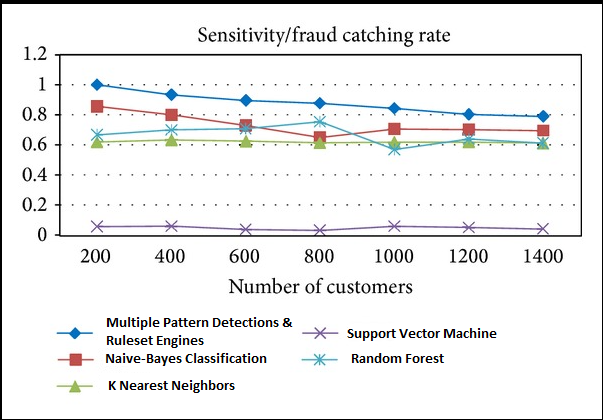 Sensitivity/fraud catching rate
1.2
1
0.8
0.6
0.4
0.2
0
200 400 600 800 1000 1200 1400
Number of customers
Multiple Pattern Detections &
Ruleset Engines
Support Vector Machine
Naive-Bayes Classification
Random Forest
K Nearest Neighbors